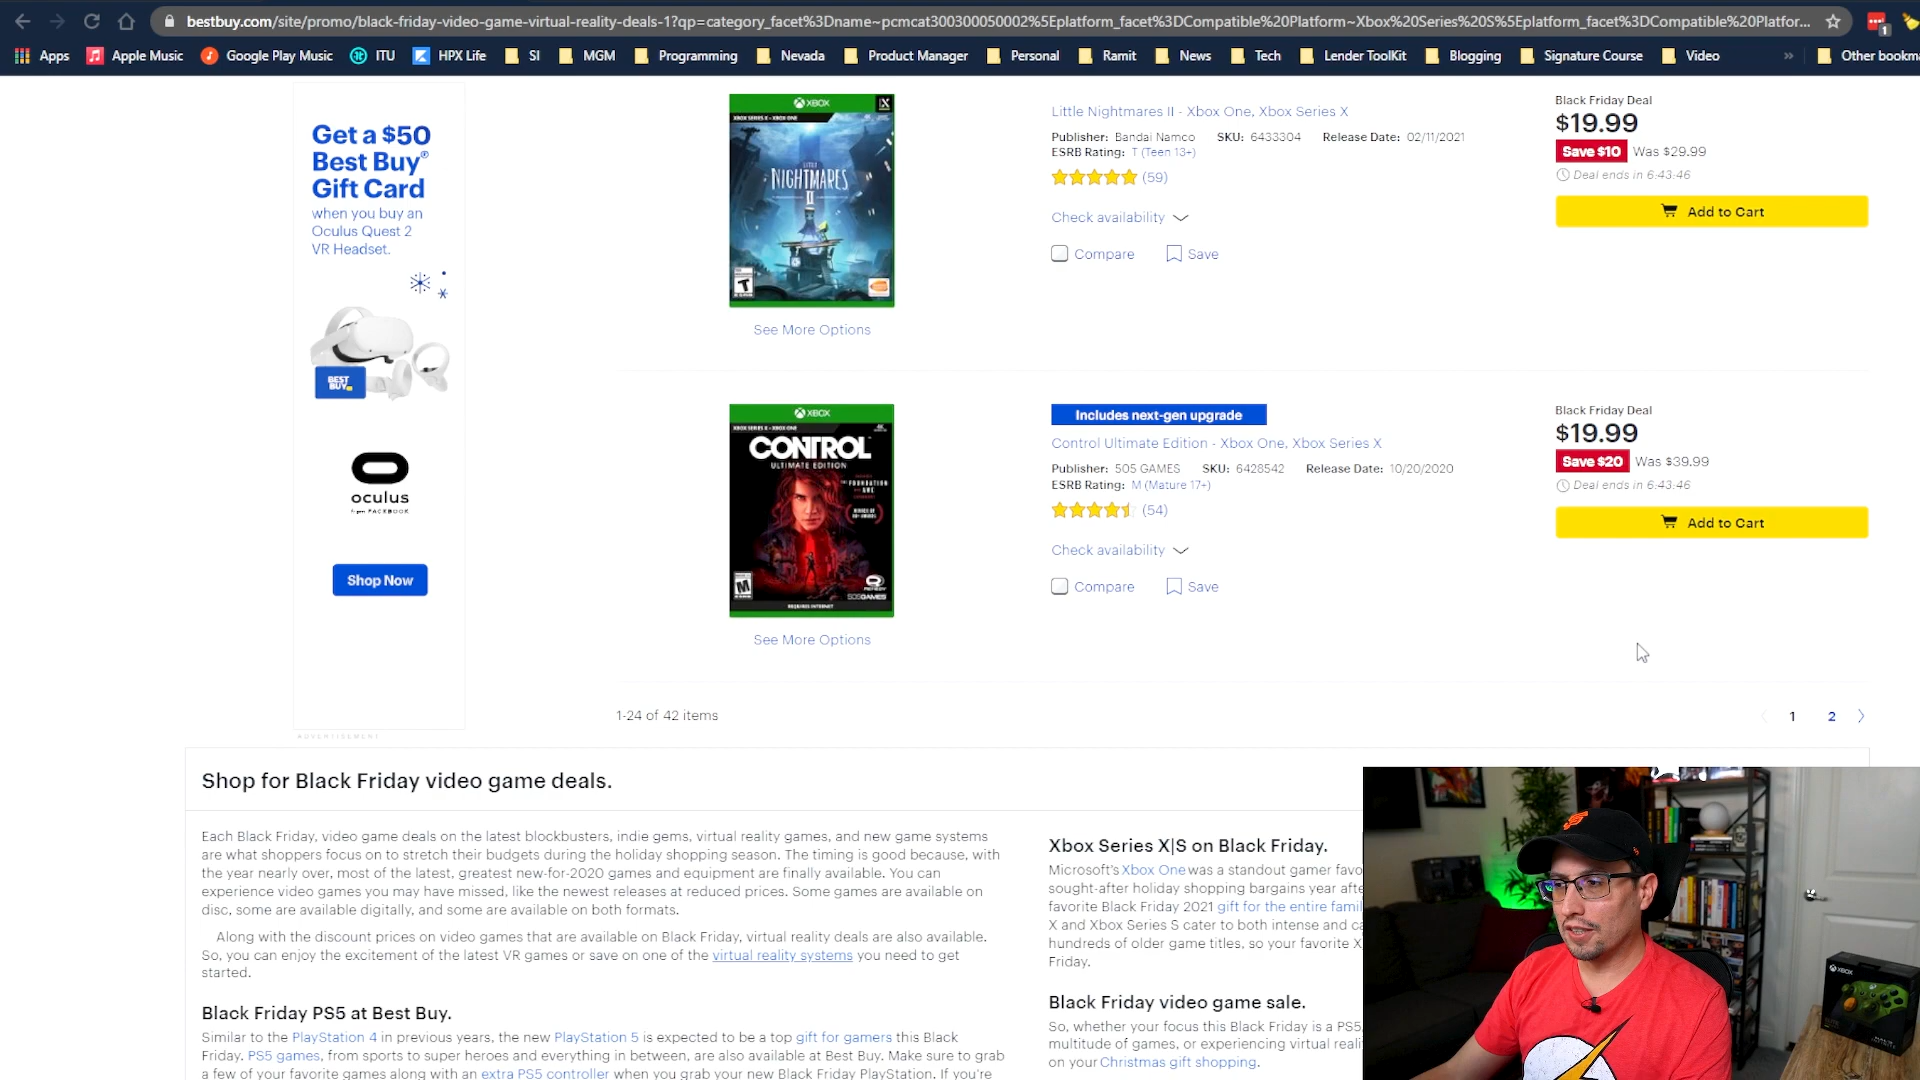 bestbuy.com/site/promo/black-friday-video-game-virtual-reality-deals-1?qp=category_facet%3Dname~pcmcat300300050002%5Eplatform_facet%3DCompatible%20Platform~Xbox%20Series%20S%5Eplatform_facet%3DCompatible%20Platfor...
Apps Apple Music Google Play Music ITU HPX Life SI MGM Programming Nevada Product Manager Personal Ramit News Tech Lender ToolKit Blogging Signature Course Video » Other bookma
Get a $50
Best Buy®
Gift Card
when you buy an
Oculus Quest 2
VR Headset.
BEST
BUY
oculus
from FACEBOOK
Shop Now
ADVERTISEMENT
XBOX
XBOX SERIES X · XBOX ONE
LITTLE
NIGHTMARES
II
T
See More Options
Little Nightmares II - Xbox One, Xbox Series X
Publisher: Bandai Namco SKU: 6433304 Release Date: 02/11/2021
ESRB Rating: T (Teen 13+)
(59)
Check availability
Compare Save
Black Friday Deal
$19.99
Save $10 Was $29.99
Deal ends in 6:43:46
Add to Cart
XBOX
XBOX SERIES X · XBOX ONE
4K
CONTROL
ULTIMATE EDITION
M
505 GAMES
REQUIRES INTERNET
See More Options
Includes next-gen upgrade
Control Ultimate Edition - Xbox One, Xbox Series X
Publisher: 505 GAMES SKU: 6428542 Release Date: 10/20/2020
ESRB Rating: M (Mature 17+)
(54)
Check availability
Compare Save
Black Friday Deal
$19.99
Save $20 Was $39.99
Deal ends in 6:43:46
Add to Cart
1-24 of 42 items
1 2
Shop for Black Friday video game deals.
Each Black Friday, video game deals on the latest blockbusters, indie gems, virtual reality games, and new game systems
are what shoppers focus on to stretch their budgets during the holiday shopping season. The timing is good because, with
the year nearly over, most of the latest, greatest new-for-2020 games and equipment are finally available. You can
experience video games you may have missed, like the newest releases at reduced prices. Some games are available on
disc, some are available digitally, and some are available on both formats.
Along with the discount prices on video games that are available on Black Friday, virtual reality deals are also available.
So, you can enjoy the excitement of the latest VR games or save on one of the virtual reality systems you need to get
started.
Black Friday PS5 at Best Buy.
Similar to the PlayStation 4 in previous years, the new PlayStation 5 is expected to be a top gift for gamers this Black
Friday. PS5 games, from sports to super heroes and everything in between, are also available at Best Buy. Make sure to grab
a few of your favorite games along with an extra PS5 controller when you grab your new Black Friday PlayStation. If you're
Xbox Series X|S on Black Friday.
Microsoft's Xbox One was a standout gamer favo
sought-after holiday shopping bargains year afte
favorite Black Friday 2021 gift for the entire famil
X and Xbox Series S cater to both intense and ca
hundreds of older game titles, so your favorite X
Friday.
Black Friday video game sale.
So, whether your focus this Black Friday is a PS5,
multitude of games, or experiencing virtual reali
on your Christmas gift shopping.
XBOX